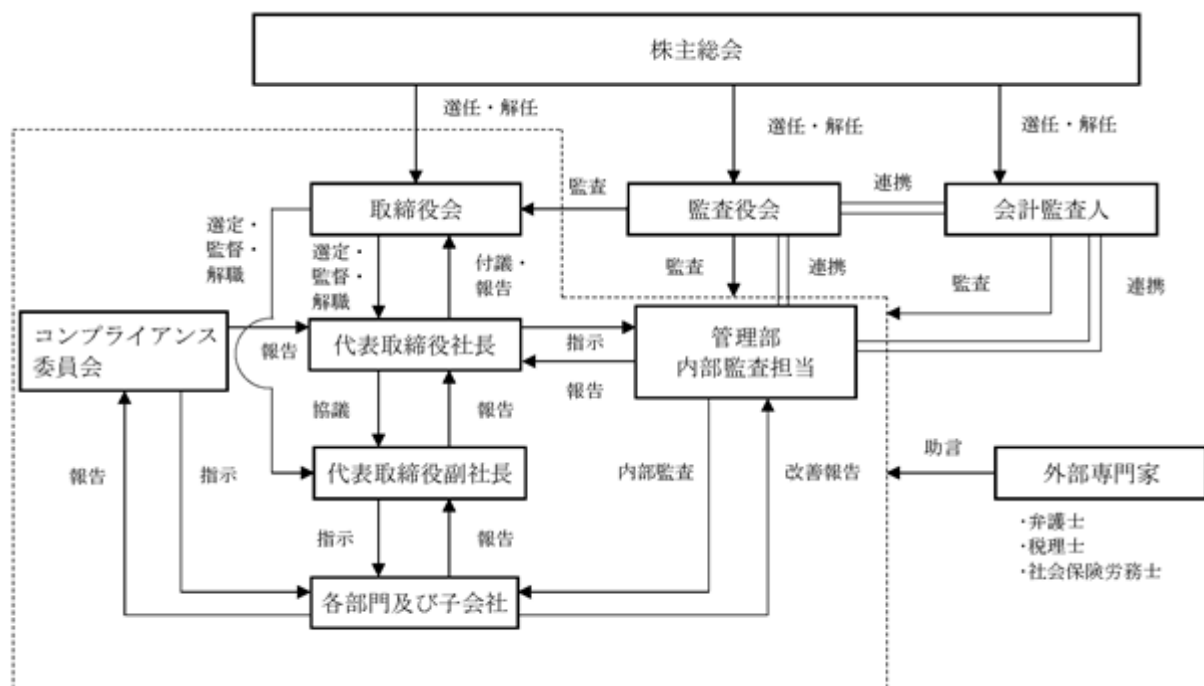 株主総会
選任・解任
選任・解任
選任・解任
取締役会
監査
監査役会
連携
会計監査人
選定・
監督・
解職
選定・
監督・
解職
付議・
報告
監査
連携
監査
連携
コンプライアンス
委員会
報告
代表取締役社長
指示
報告
管理部
内部監査担当
協議
報告
報告
指示
代表取締役副社長
内部監査
改善報告
助言
外部専門家
・弁護士
・税理士
・社会保険労務士
指示
報告
各部門及び子会社